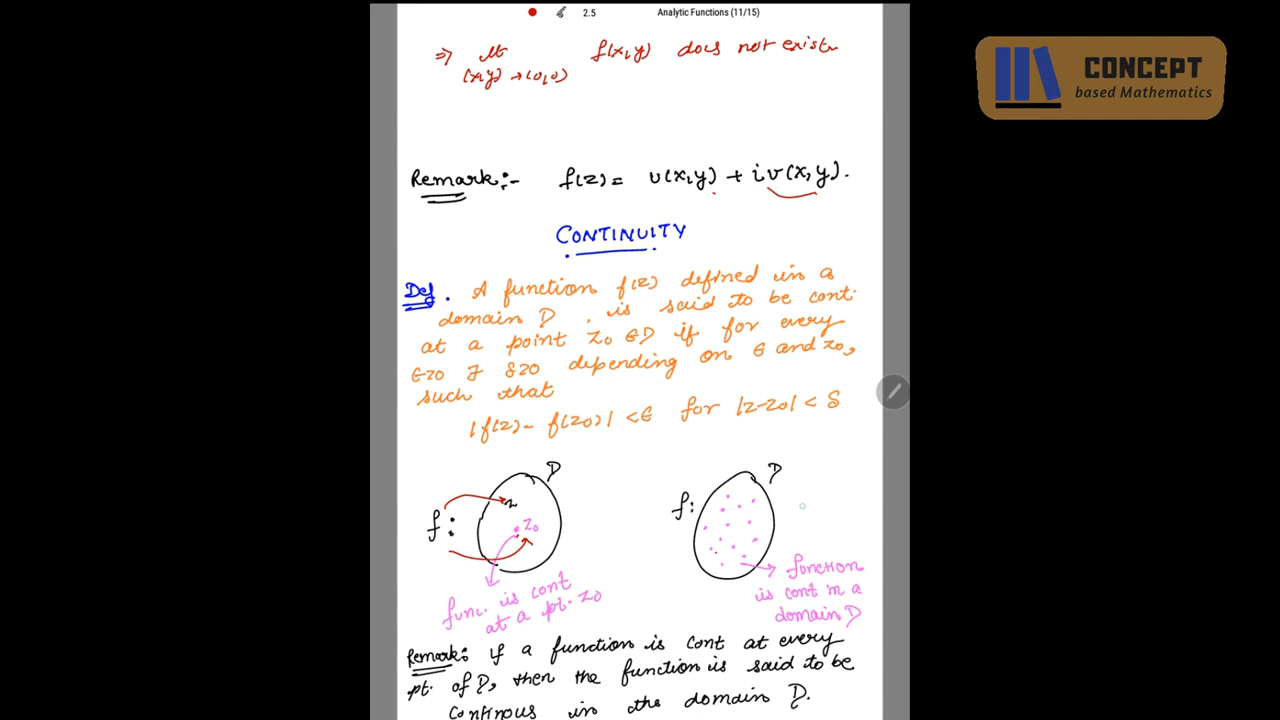 2.5 Analytic Functions (11/15)
CONCEPT
based Mathematics
⇒ lt f(x,y) does not exist
(x,y)→(0,0)
Remark:- f(z) = u(x,y) + iv(x,y).
CONTINUITY
Def. A function f(z) defined in a
domain D is said to be cont.
at a point z0 ∈ D if for every
∈>0 ∃ δ>0 depending on ∈ and z0,
such that
|f(z) - f(z0)| < ∈ for |z-z0| < δ
D
f:
z0
func. is cont
at a pt. z0
D
f:
function
is cont in a
domain D
Remark: if a function is cont at every
pt. of D, then the function is said to be
continous in the domain D.